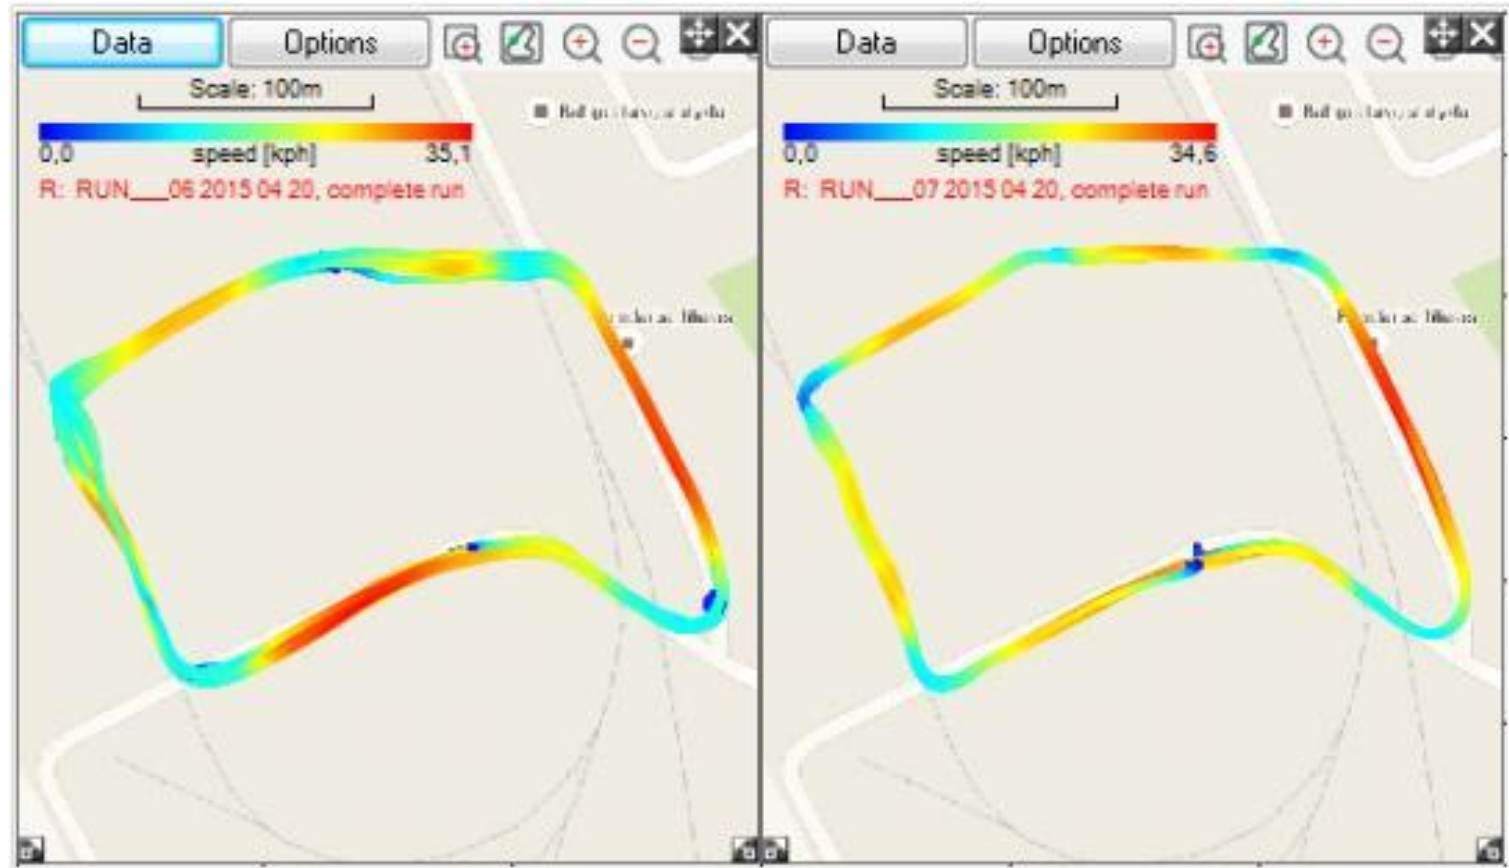 Data Options
Scale: 100m
0,0 speed [kph] 35,1
R: RUN___06 2015 04 20, complete run
Data Options
Scale: 100m
0,0 speed [kph] 34,6
R: RUN___07 2015 04 20, complete run